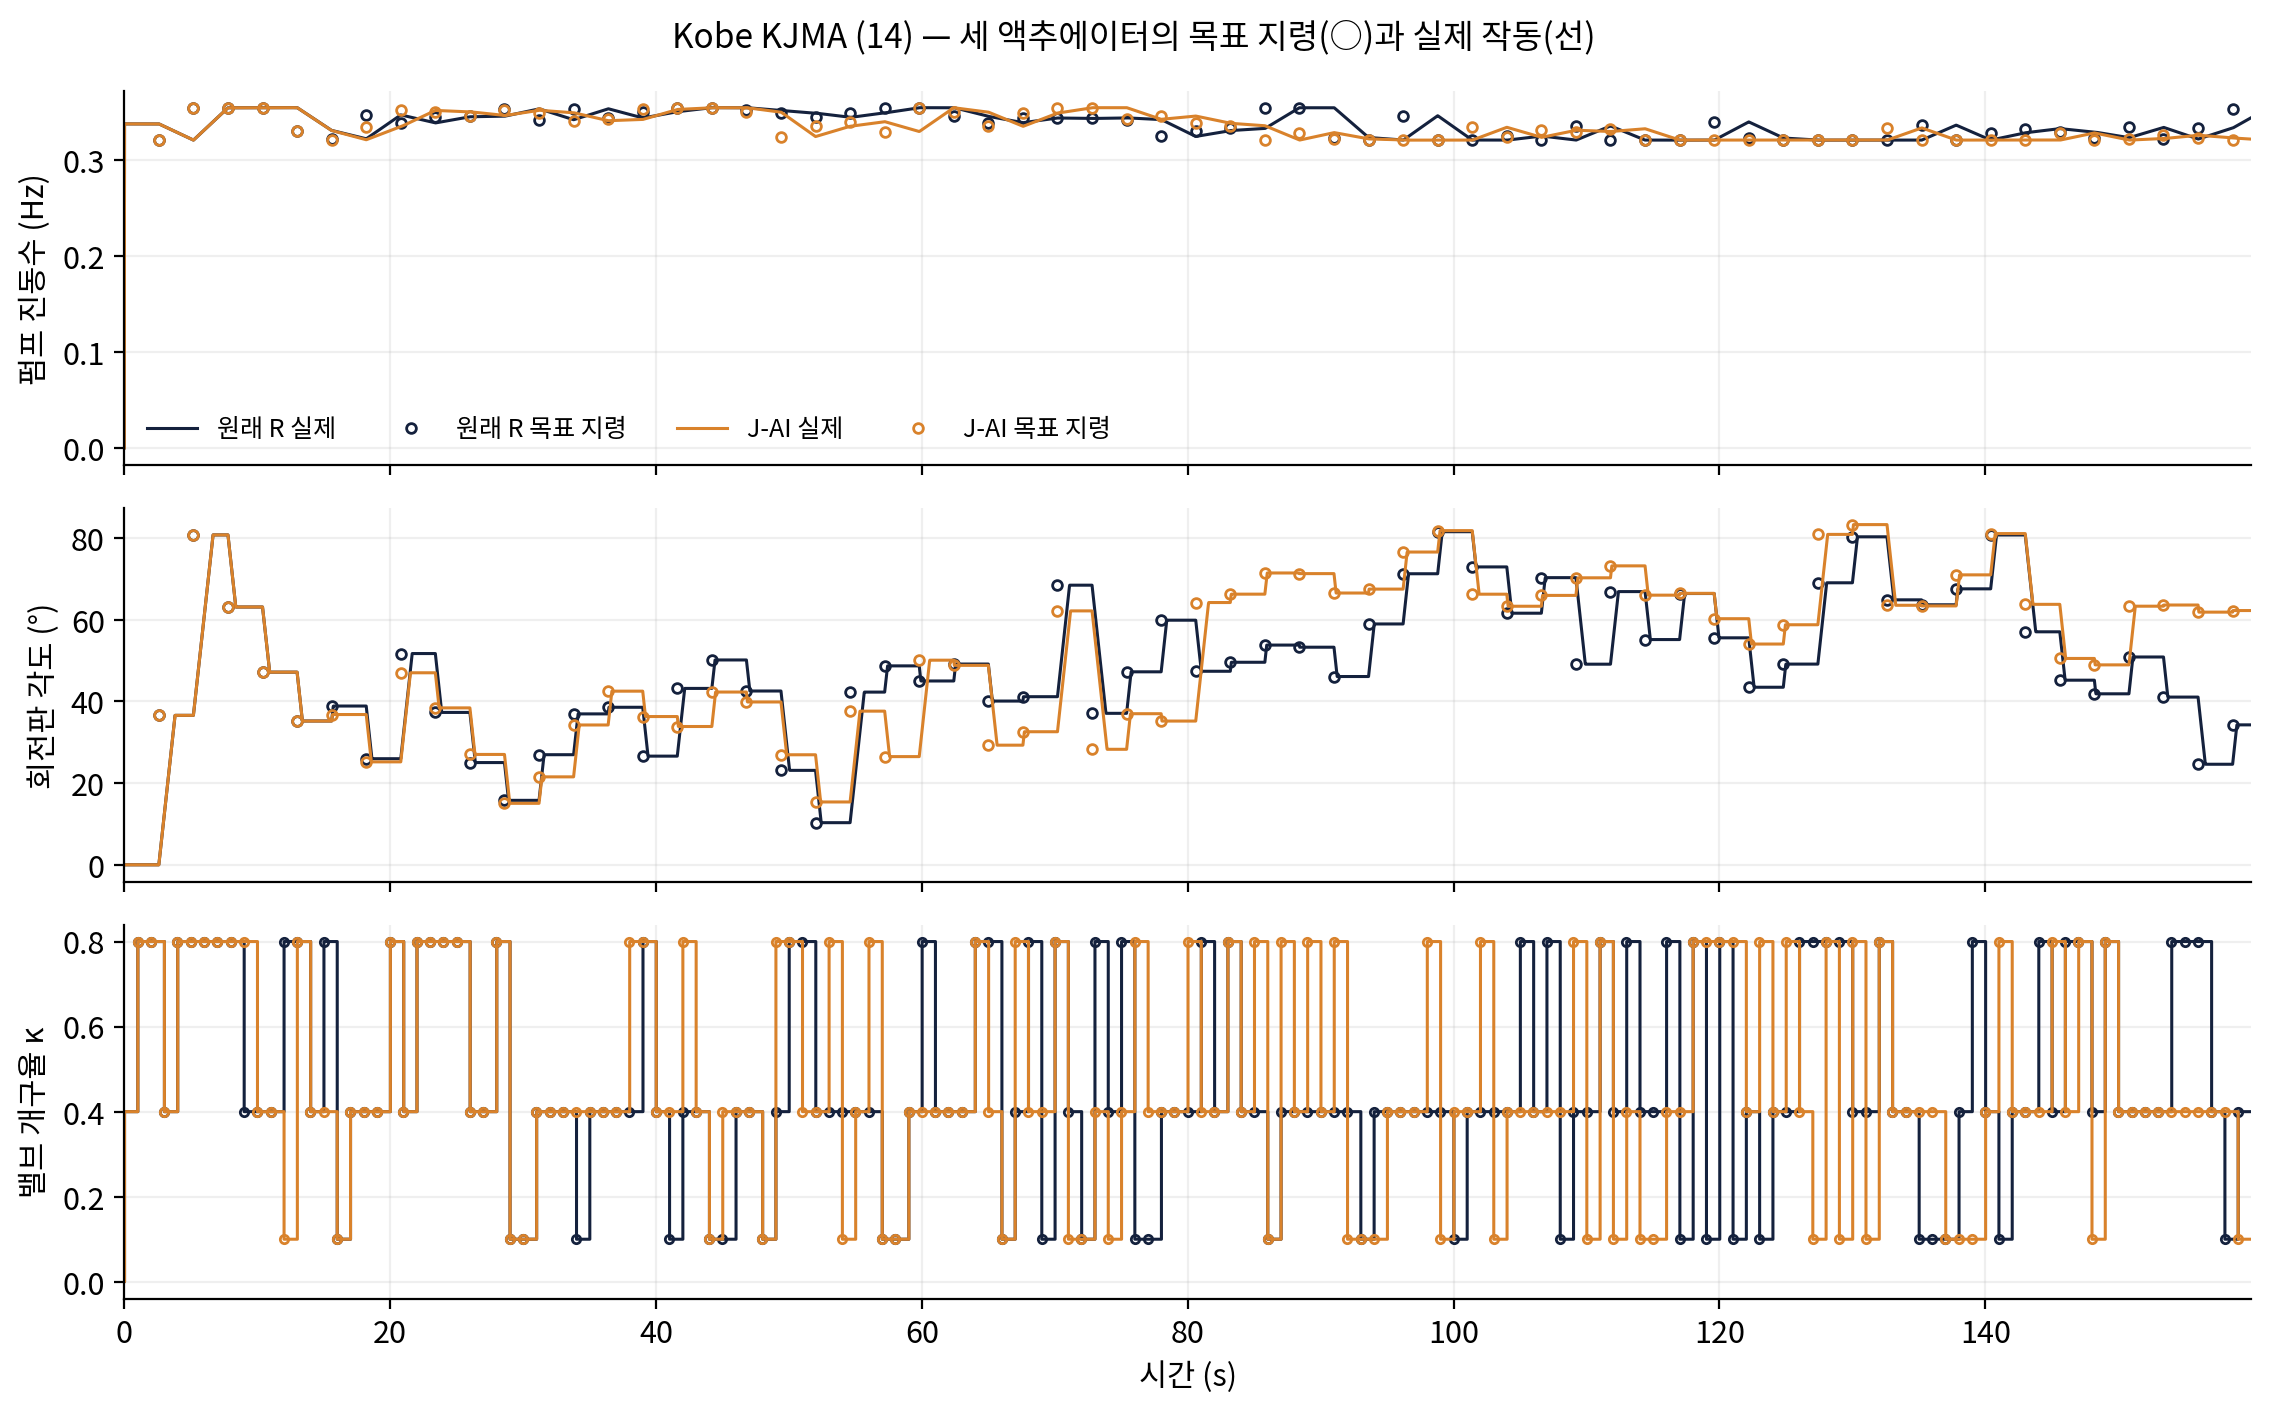 Kobe KJMA (14) — 세 액추에이터의 목표 지령(○)과 실제 작동(선)
펌프 진동수 (Hz)
0.3
0.2
0.1
0.0
원래 R 실제
원래 R 목표 지령
J-AI 실제
J-AI 목표 지령
회전판 각도 (°)
80
60
40
20
0
밸브 개구율 κ
0.8
0.6
0.4
0.2
0.0
0 20 40 60 80 100 120 140
시간 (s)